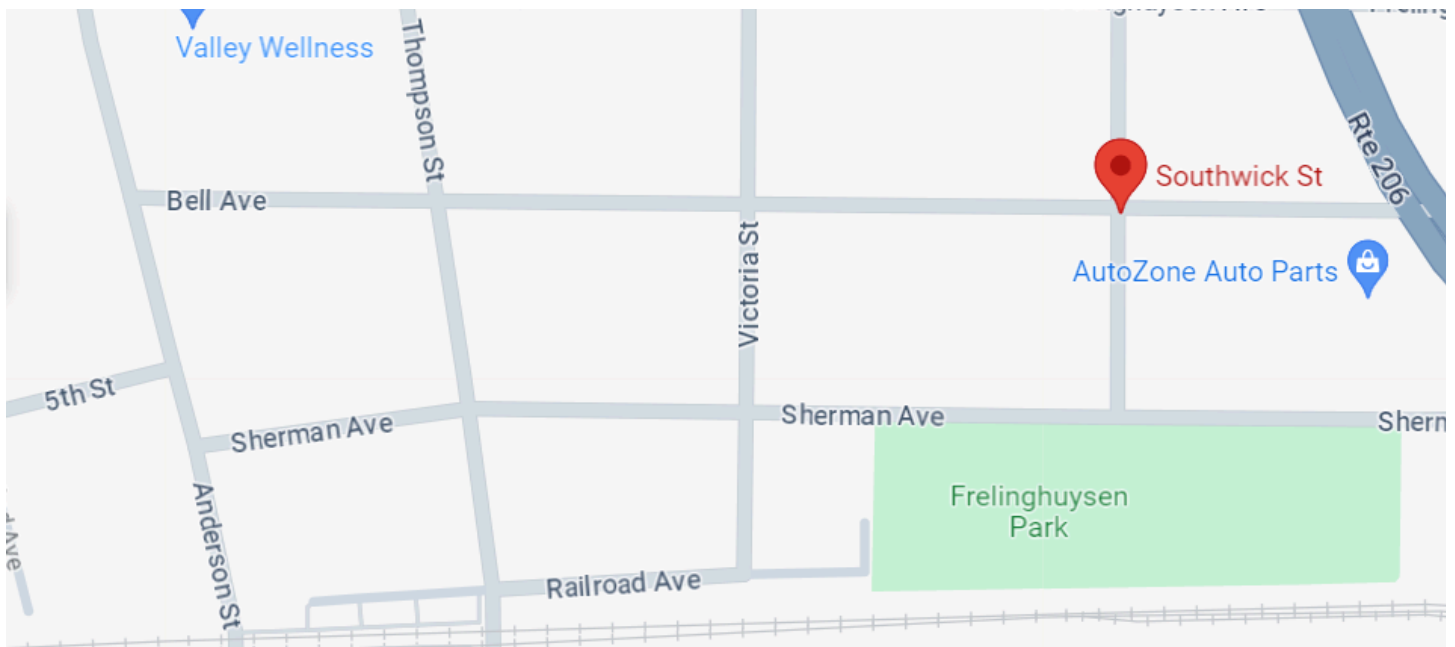 Valley Wellness
Thompson St
Rte 206
Bell Ave
Southwick St
Victoria St
AutoZone Auto Parts
5th St
Sherman Ave
Sherman Ave
Anderson St
Frelinghuysen
Park
Railroad Ave